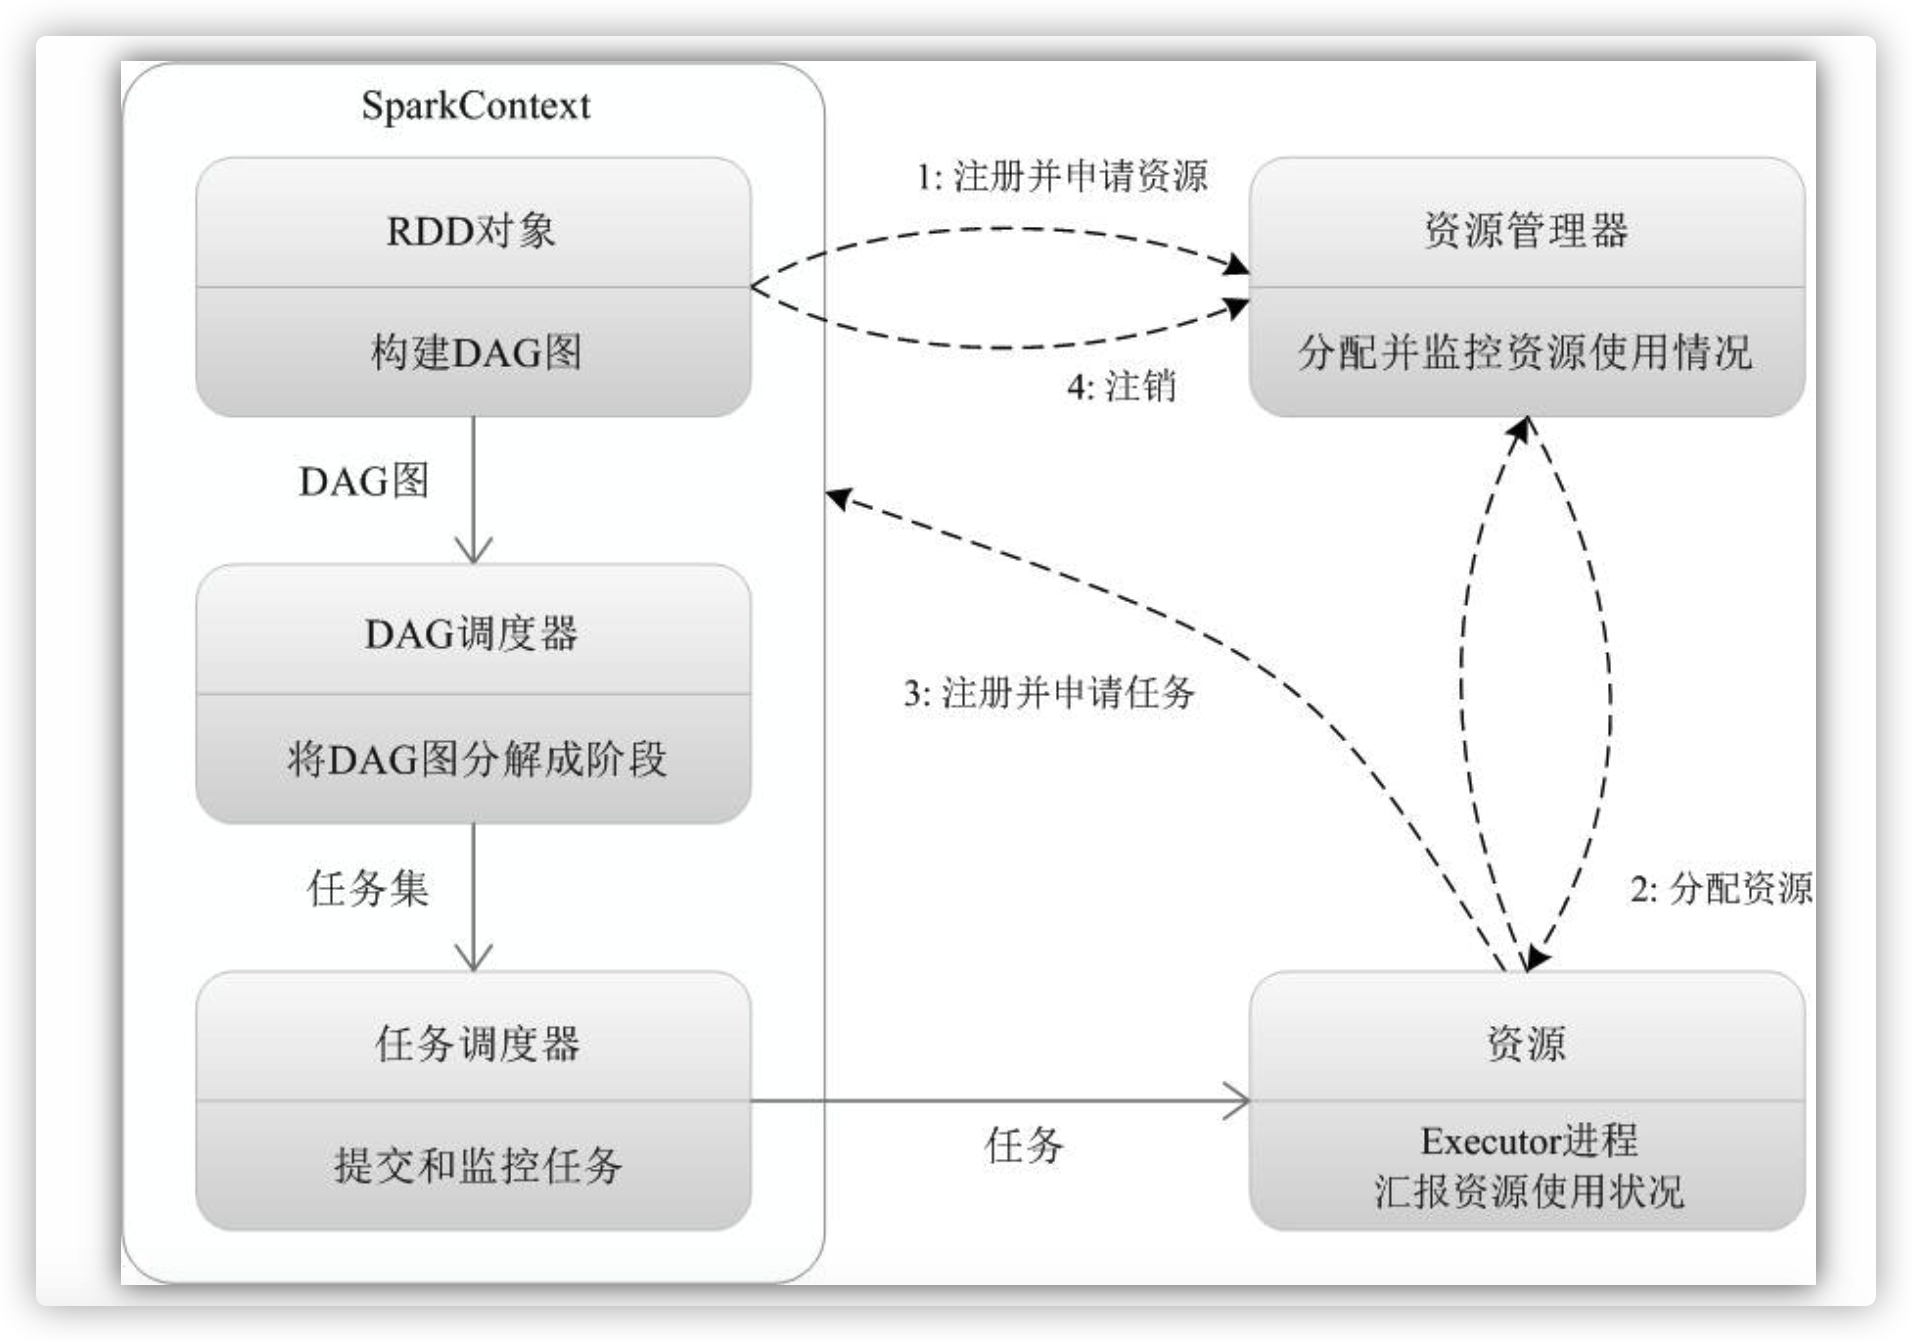 SparkContext
RDD对象
构建DAG图
DAG图
DAG调度器
将DAG图分解成阶段
任务集
任务调度器
提交和监控任务
1: 注册并申请资源
4: 注销
资源管理器
分配并监控资源使用情况
3: 注册并申请任务
2: 分配资源
任务
资源
Executor进程
汇报资源使用状况